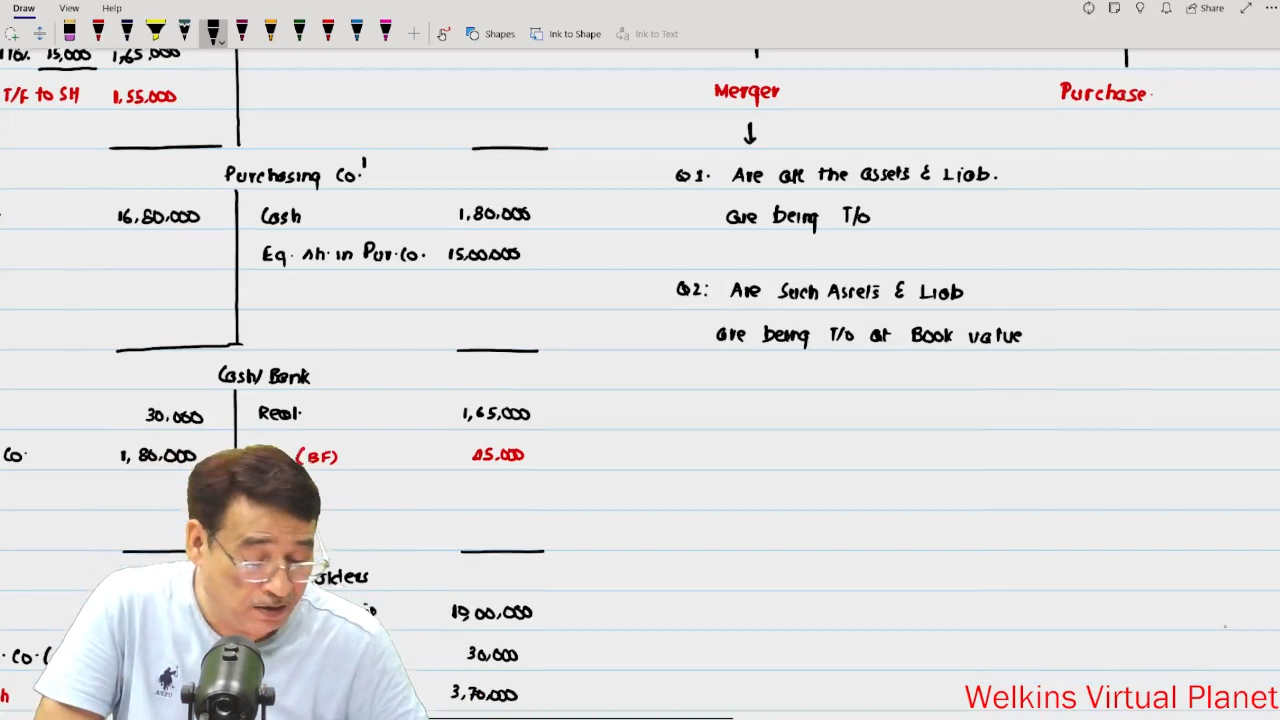 Draw View Help Share
Shapes Ink to Shape Ink to Text
15,000 1,65,000
T/F to SH 1,55,000
Merger Purchase
Purchasing Co.'
16,80,000 Cash 1,80,000
Eq. sh. in Pur. Co. 15,00,000
Q1. Are all the assets & Liab.
are being T/o
Q2: Are Such Assets & Liab
are being T/o at Book value
Cash/Bank
30,000 Real. 1,65,000
Co. 1,80,000 (BF) 45,000
19,00,000
Co. 30,000
3,70,000
Welkins Virtual Planet